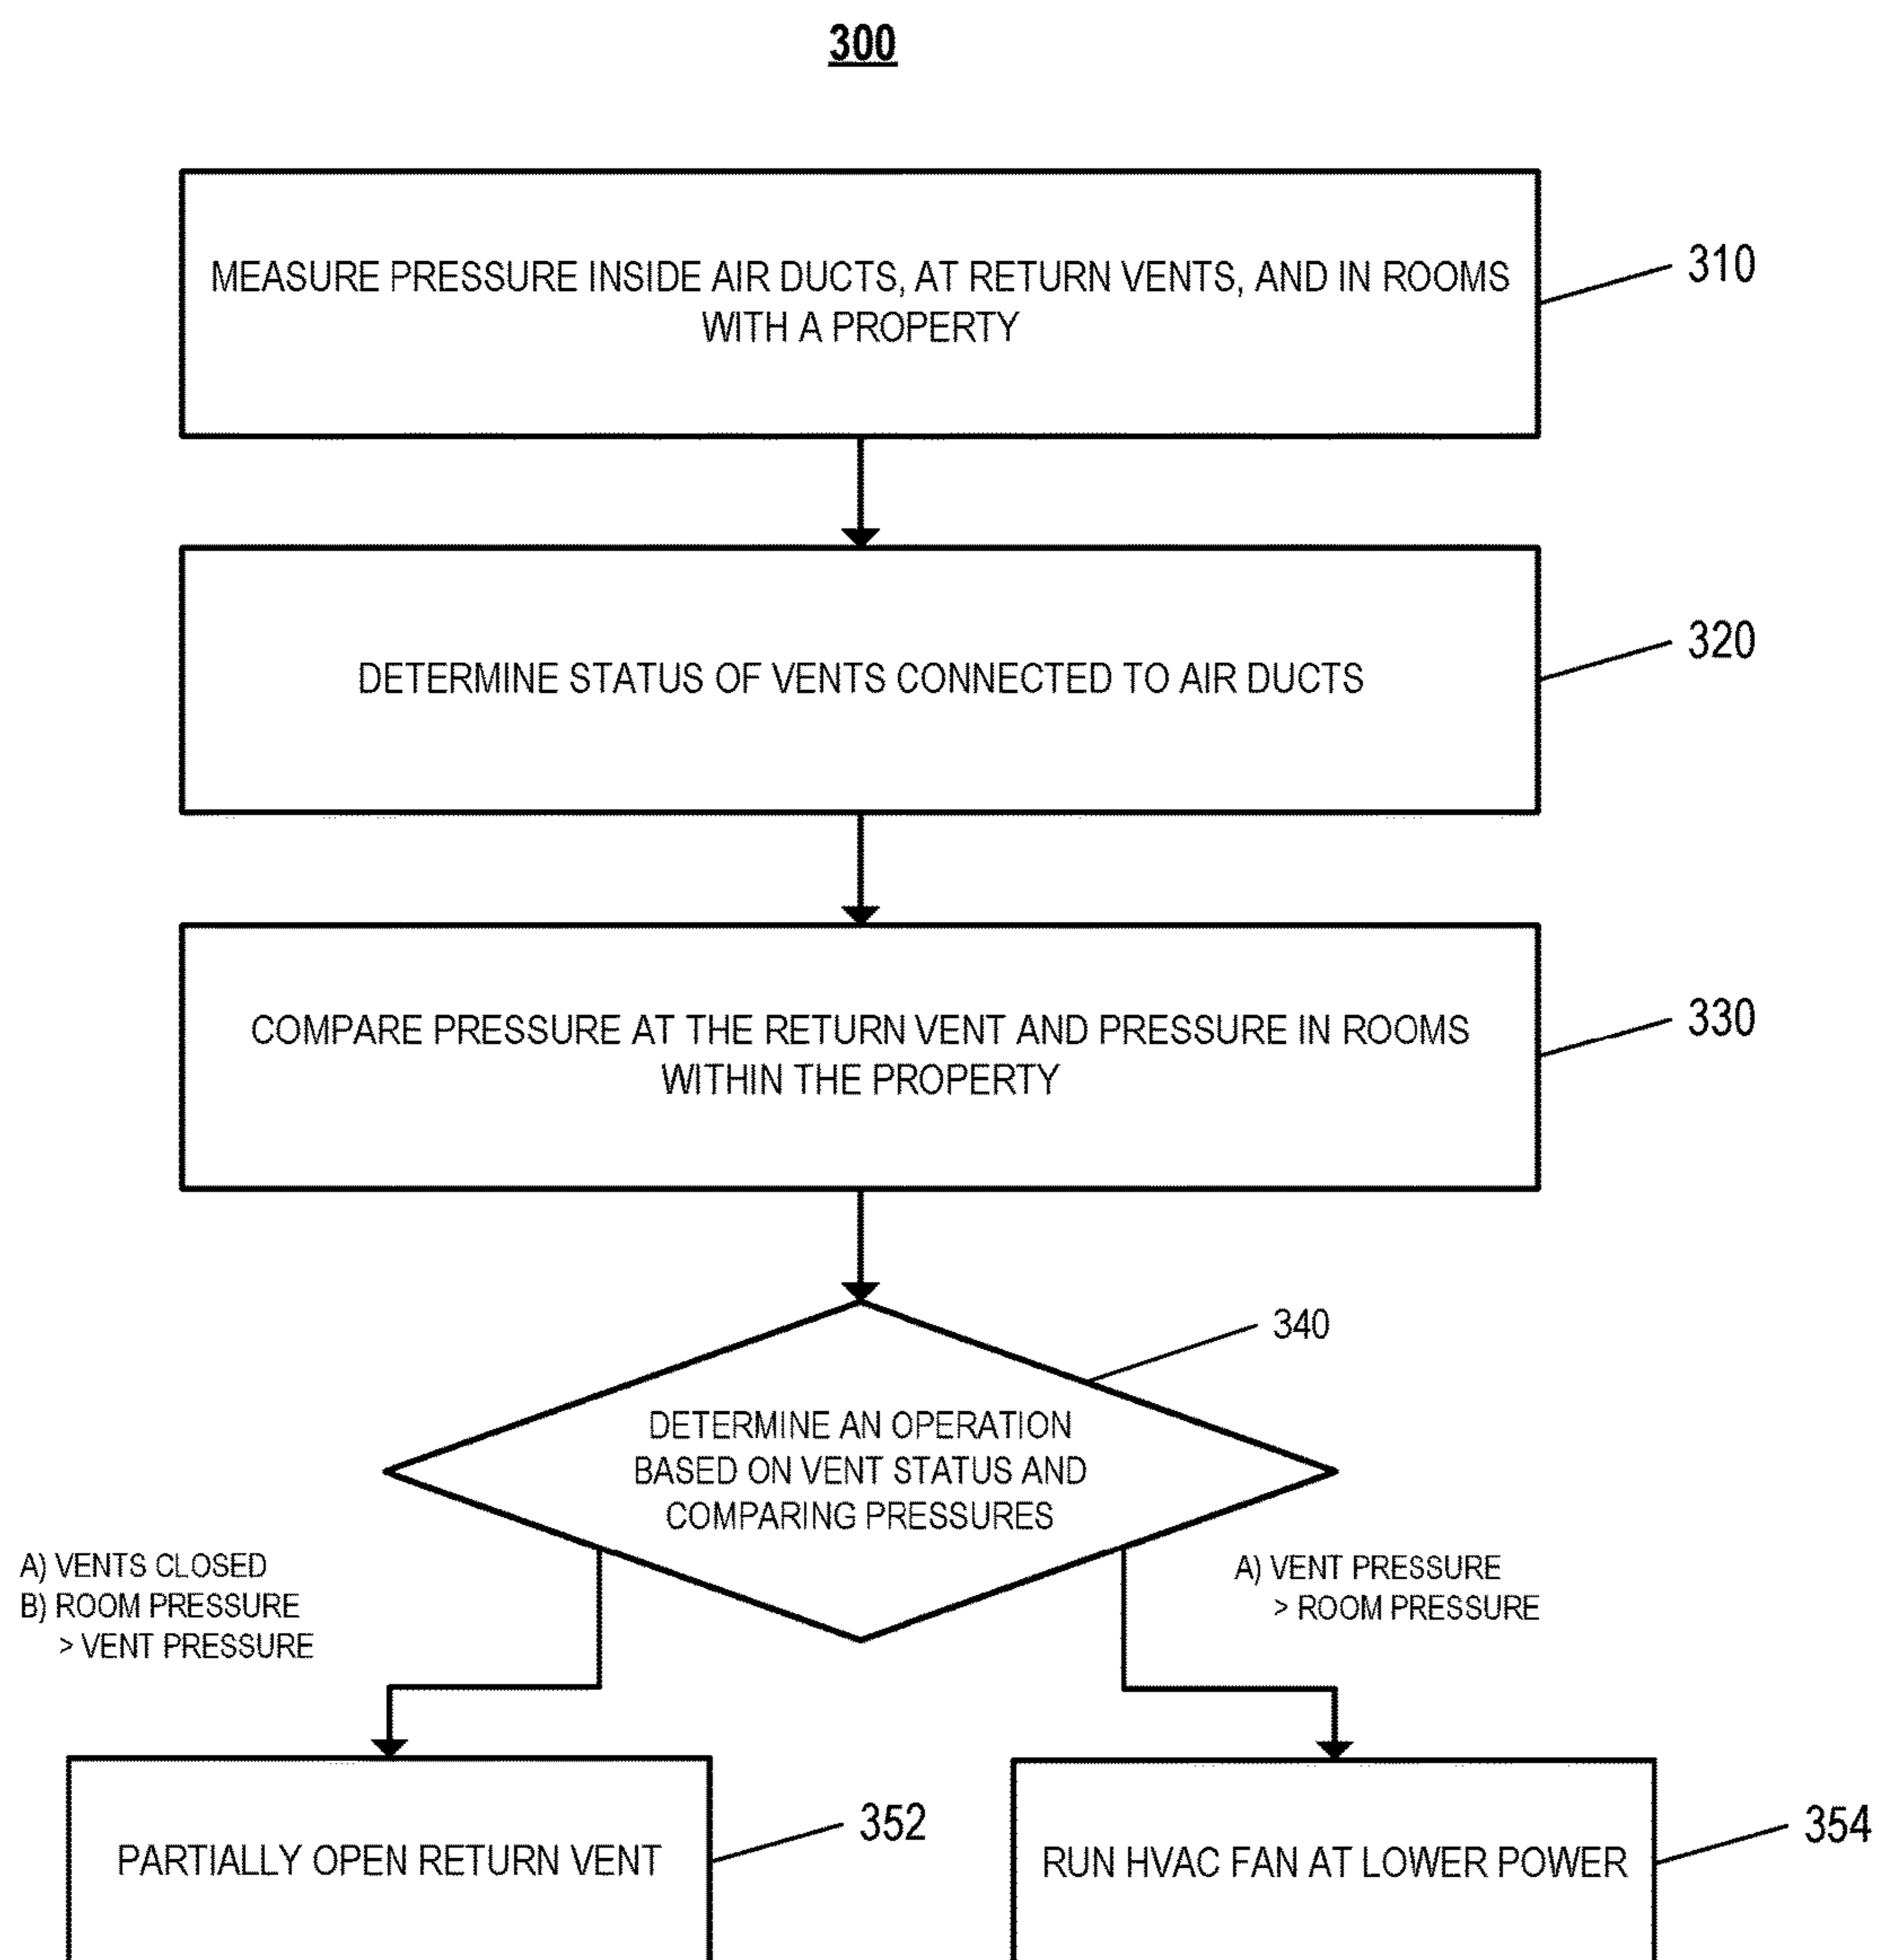 300
MEASURE PRESSURE INSIDE AIR DUCTS, AT RETURN VENTS, AND IN ROOMS
WITH A PROPERTY
310
DETERMINE STATUS OF VENTS CONNECTED TO AIR DUCTS
320
COMPARE PRESSURE AT THE RETURN VENT AND PRESSURE IN ROOMS
WITHIN THE PROPERTY
330
340
DETERMINE AN OPERATION
BASED ON VENT STATUS AND
COMPARING PRESSURES
A) VENTS CLOSED
B) ROOM PRESSURE
> VENT PRESSURE
A) VENT PRESSURE
> ROOM PRESSURE
PARTIALLY OPEN RETURN VENT
352
RUN HVAC FAN AT LOWER POWER
354